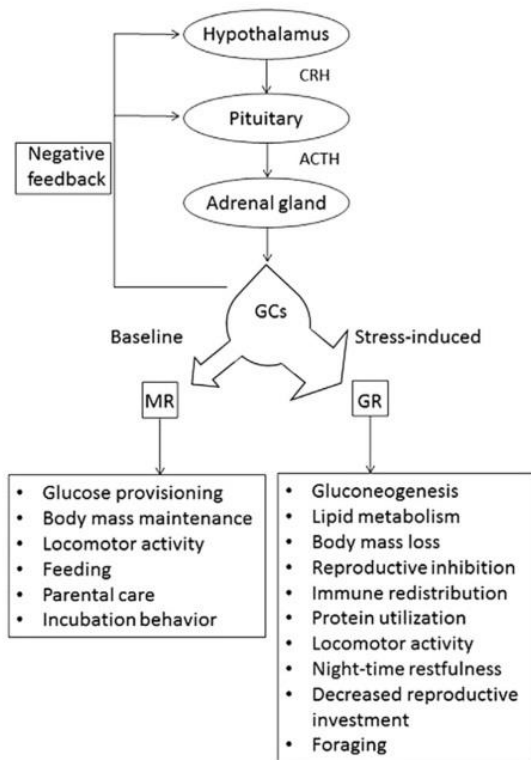 Hypothalamus
CRH
Pituitary
Negative
feedback
ACTH
Adrenal gland
GCs
Baseline
Stress-induced
MR
GR
• Glucose provisioning
• Body mass maintenance
• Locomotor activity
• Feeding
• Parental care
• Incubation behavior
• Gluconeogenesis
• Lipid metabolism
• Body mass loss
• Reproductive inhibition
• Immune redistribution
• Protein utilization
• Locomotor activity
• Night-time restfulness
• Decreased reproductive
investment
• Foraging